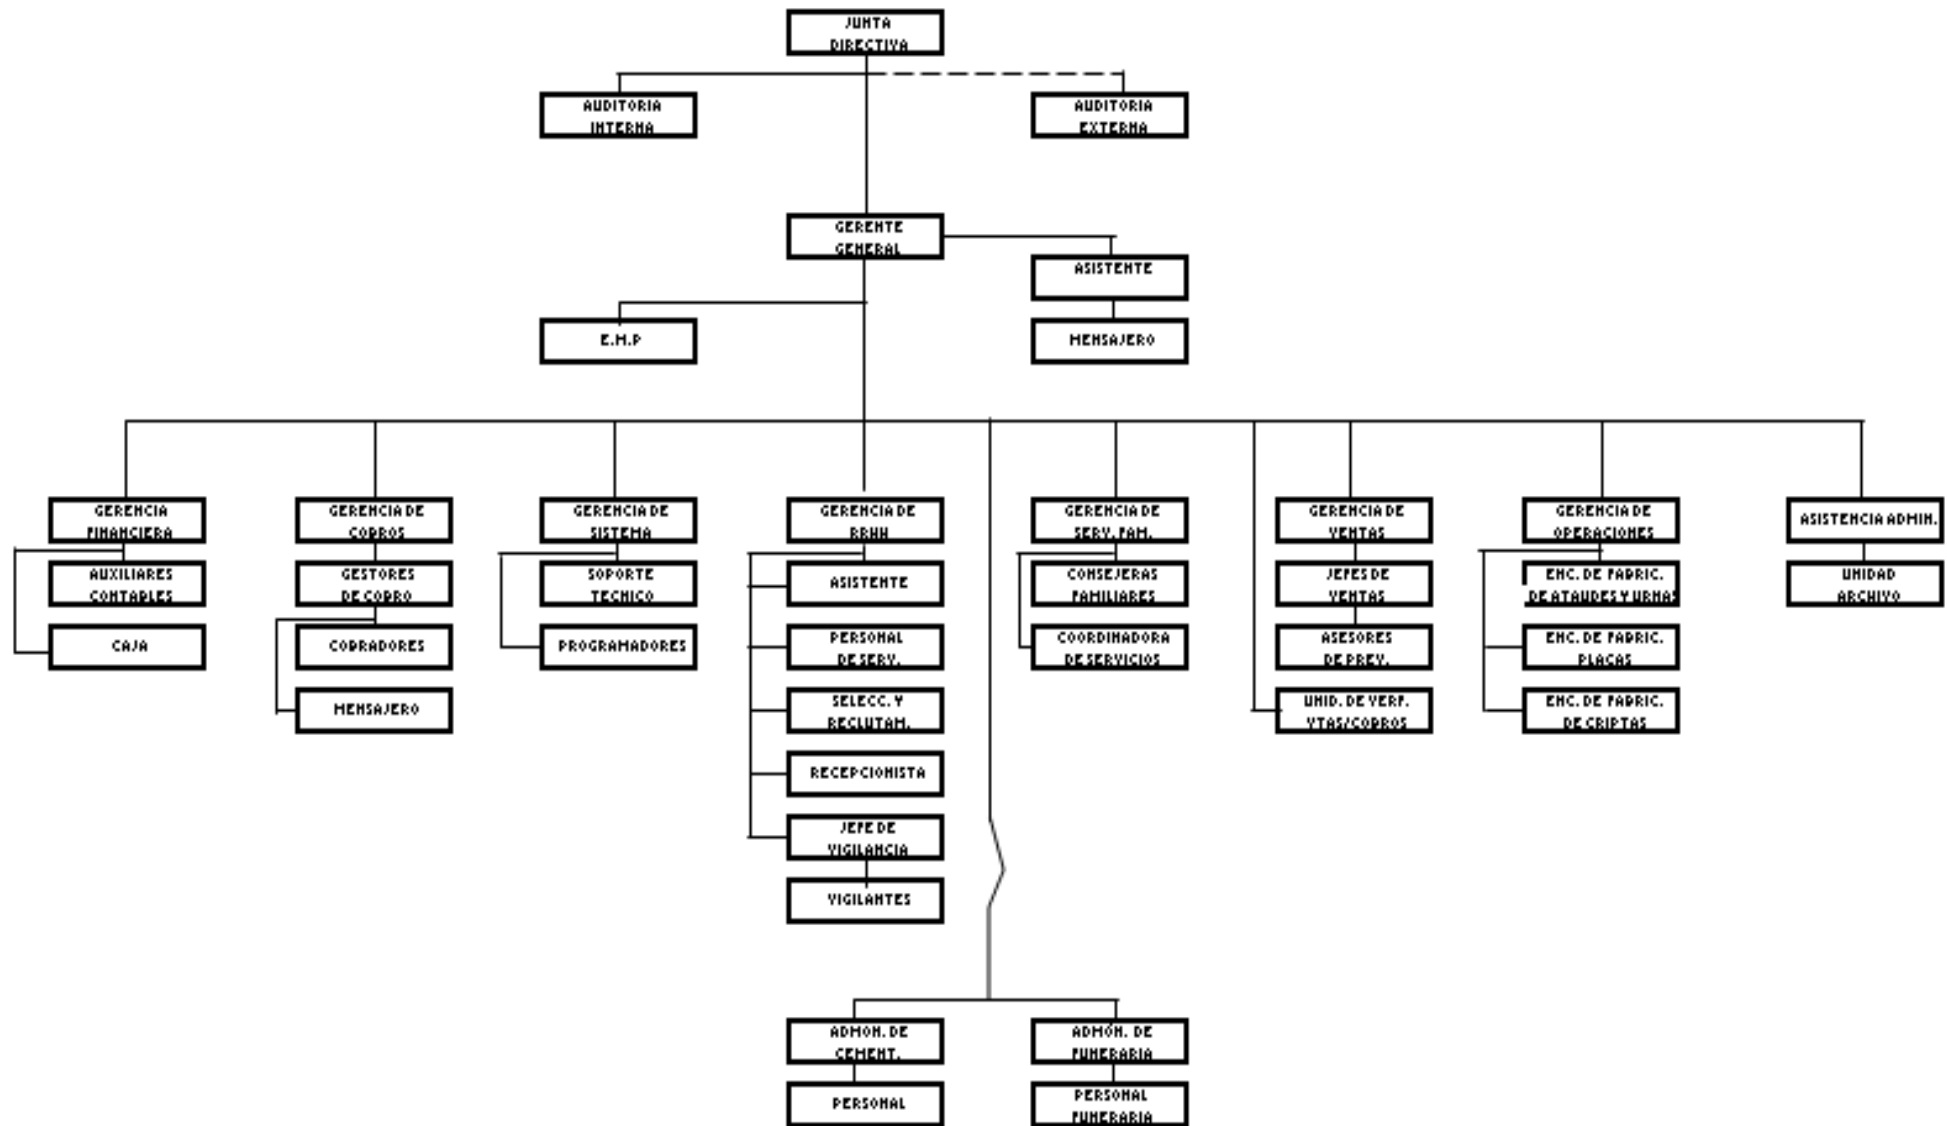 JUNTA
DIRECTIVA
AUDITORIA
INTERNA
AUDITORIA
EXTERNA
GERENTE
GENERAL
ASISTENTE
E.M.P
MENSAJERO
GERENCIA
FINANCIERA
GERENCIA DE
COBROS
GERENCIA DE
SISTEMA
GERENCIA DE
RRHH
GERENCIA DE
SERV. FAM.
GERENCIA DE
VENTAS
GERENCIA DE
OPERACIONES
ASISTENCIA ADMIN.
AUXILIARES
CONTABLES
GESTORES
DE COBRO
SOPORTE
TECNICO
ASISTENTE
CONSEJERAS
FAMILIARES
JEFES DE
VENTAS
ENC. DE FABRIC.
DE ATAUDES Y URNAS
UNIDAD
ARCHIVO
CAJA
COBRADORES
PROGRAMADORES
PERSONAL
DE SERV.
COORDINADORA
DE SERVICIOS
ASESORES
DE PREV.
ENC. DE FABRIC.
PLACAS
MENSAJERO
SELECC. Y
RECLUTAM.
UNID. DE VERF.
VTAS/COBROS
ENC. DE FABRIC.
DE CRIPTAS
RECEPCIONISTA
JEFE DE
VIGILANCIA
VIGILANTES
ADMON. DE
CEMENT.
ADMÓN. DE
FUNERARIA
PERSONAL
PERSONAL
FUNERARIA